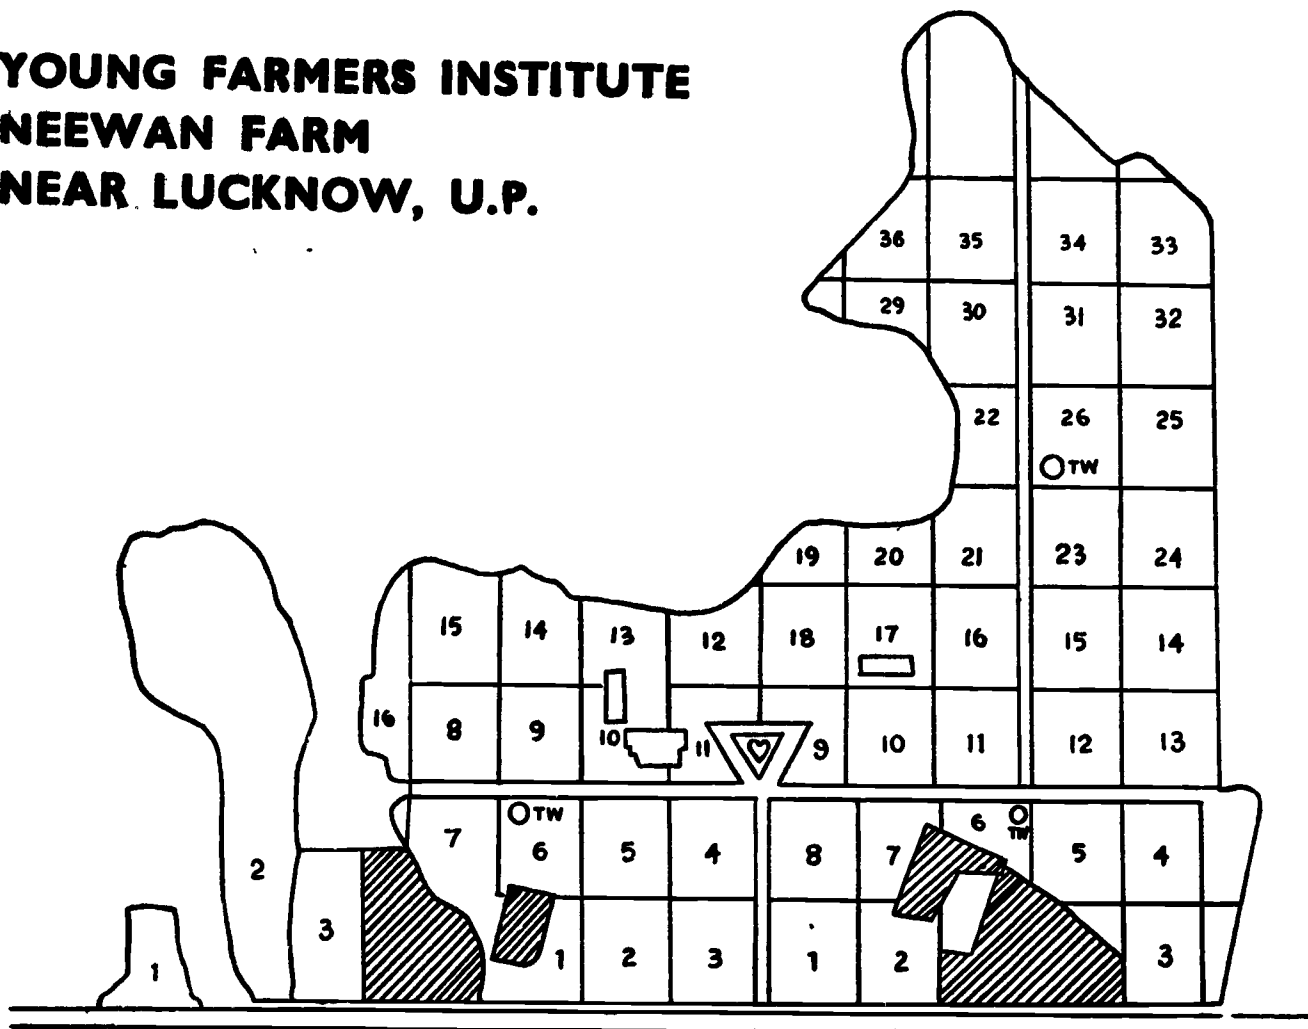 YOUNG FARMERS INSTITUTE
NEEWAN FARM
NEAR LUCKNOW, U.P.
36 35 34 33
29 30 31 32
22 26 25
TW
19 20 21 23 24
15 14 13 12 18 17 16 15 14
16 8 9 10 11 9 10 11 12 13
TW 6 TW
7 6 5 4 8 7 5 4
2
3 1 2 3 1 2 3
1